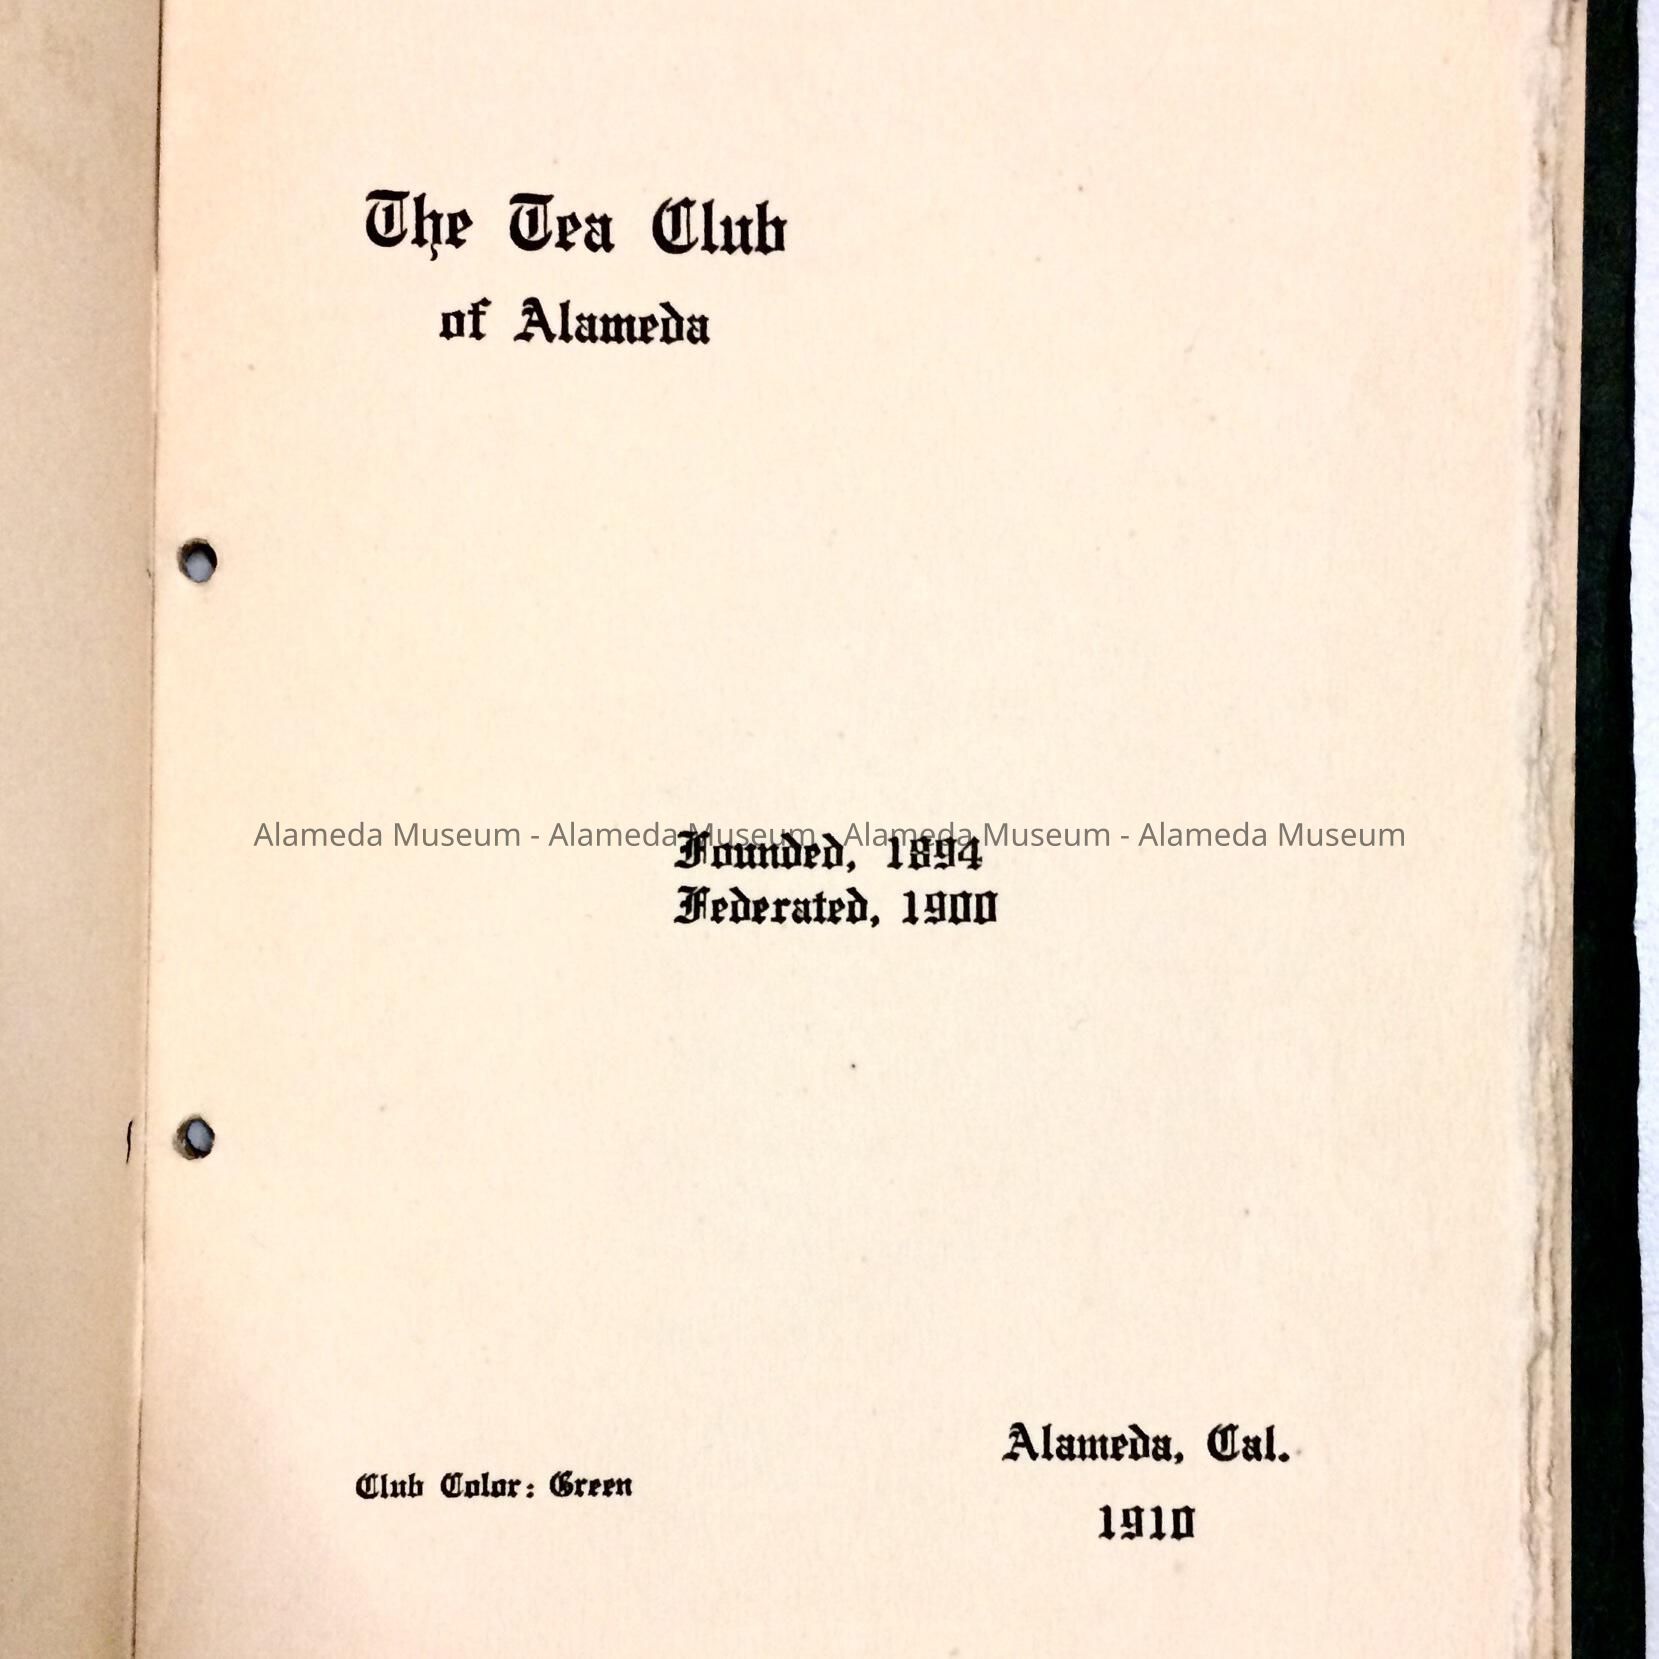 The Tea Club
of Alameda
Alameda Museum - Alameda Museum - Alameda Museum - Alameda Museum
Founded, 1894
Federated, 1900
Club Color: Green
Alameda, Cal.
1910